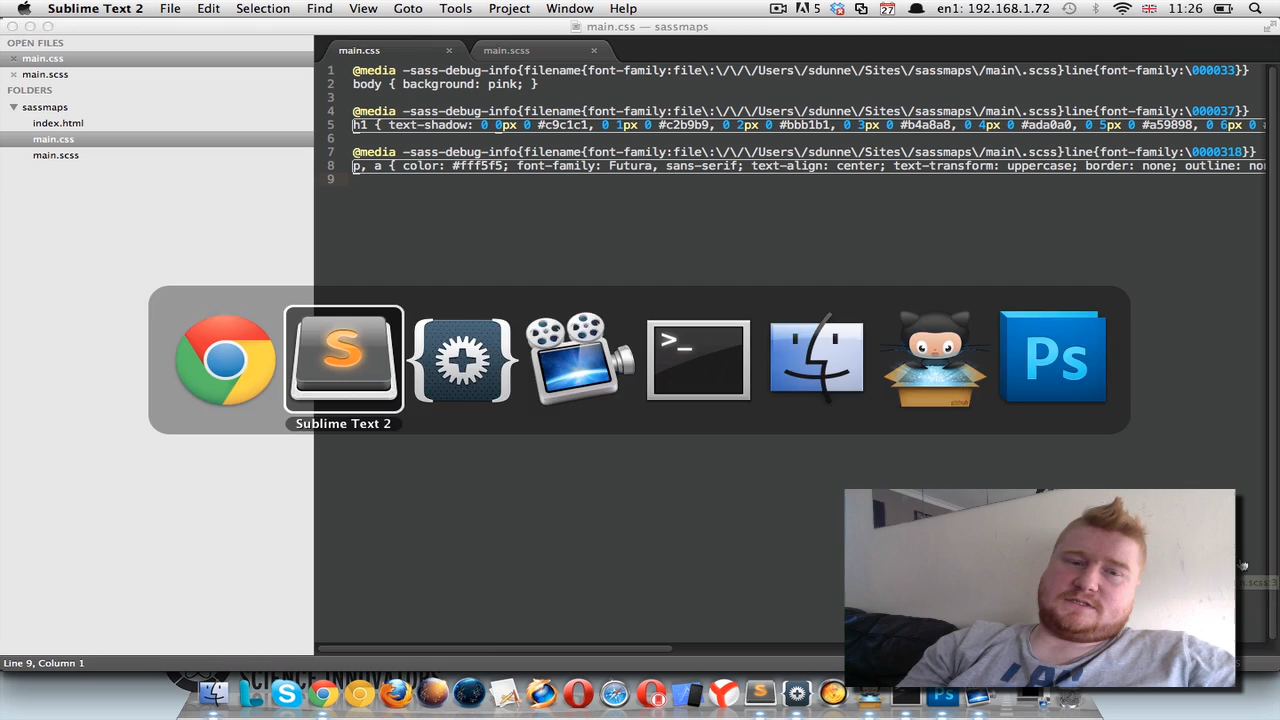 Sublime Text 2 File Edit Selection Find View Goto Tools Project Window Help 5 27 en1: 192.168.1.72 11:26
main.css — sassmaps
OPEN FILES
main.css
main.scss
FOLDERS
sassmaps
index.html
main.css
main.scss
main.css main.scss
1 @media -sass-debug-info{filename{font-family:file\:\/\/\/Users\/sdunne\/Sites\/sassmaps\/main\.scss}line{font-family:\000033}}
2 body { background: pink; }
3
4 @media -sass-debug-info{filename{font-family:file\:\/\/\/Users\/sdunne\/Sites\/sassmaps\/main\.scss}line{font-family:\000037}}
5 h1 { text-shadow: 0 0px 0 #c9c1c1, 0 1px 0 #c2b9b9, 0 2px 0 #bbb1b1, 0 3px 0 #b4a8a8, 0 4px 0 #ada0a0, 0 5px 0 #a59898, 0 6px 0
6
7 @media -sass-debug-info{filename{font-family:file\:\/\/\/Users\/sdunne\/Sites\/sassmaps\/main\.scss}line{font-family:\0000318}}
8 p, a { color: #fff5f5; font-family: Futura, sans-serif; text-align: center; text-transform: uppercase; border: none; outline: no
9
S
>_
github
Ps
Sublime Text 2
I AM
Line 9, Column 1
SCIENCE INNOVATION